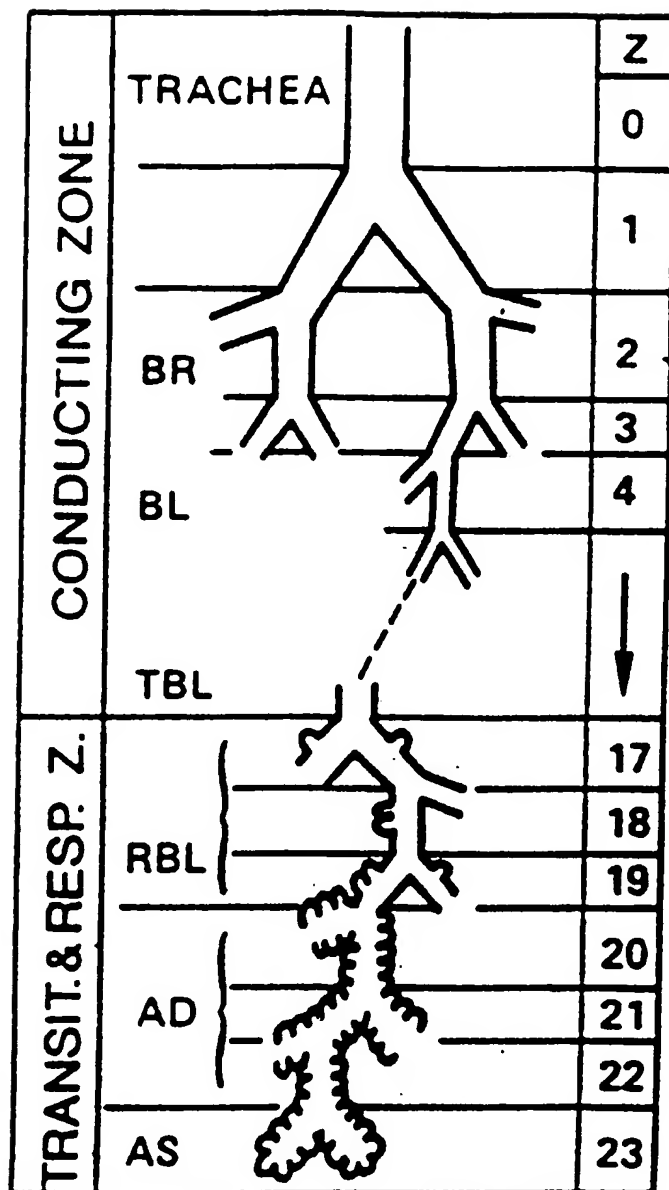 Z
TRACHEA
0
1
BR
2
3
BL
4
TBL
CONDUCTING ZONE
17
18
RBL
19
20
AD
21
22
AS
23
TRANSIT.& RESP. Z.